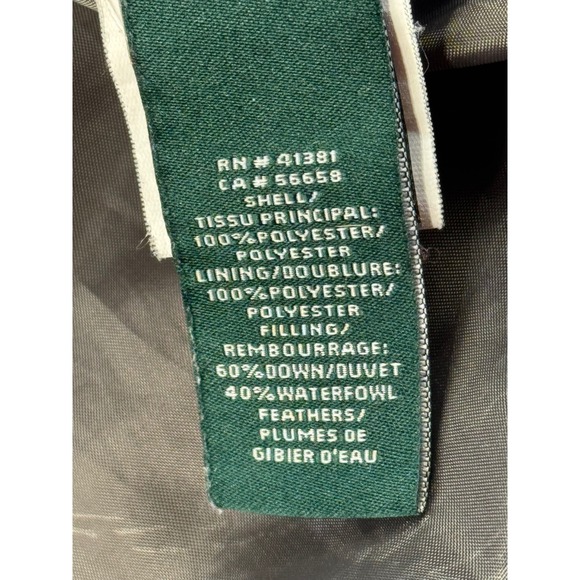 RN # 41381
CA # 56658
SHELL/
TISSU PRINCIPAL:
100%POLYESTER/
POLYESTER
LINING/DOUBLURE:
100%POLYESTER/
POLYESTER
FILLING/
REMBOURRAGE:
60%DOWN/DUVET
40%WATERFOWL
FEATHERS/
PLUMES DE
GIBIER D'EAU